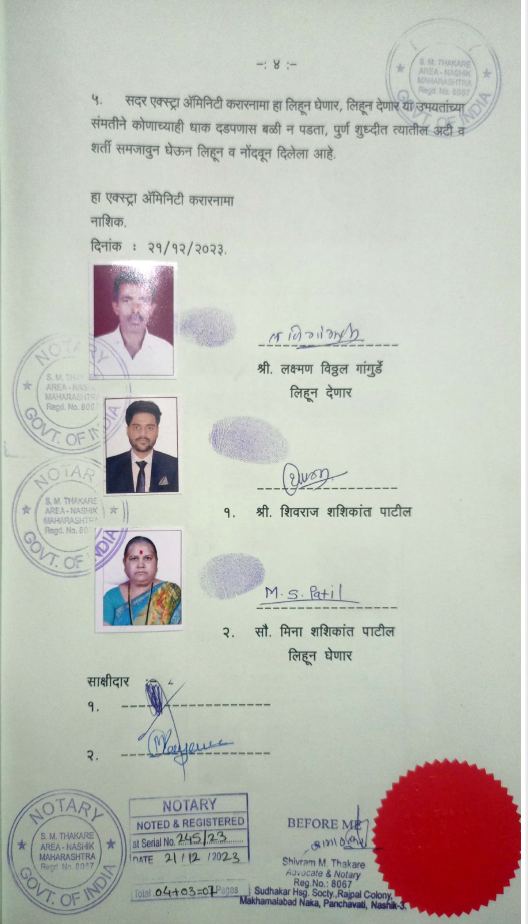 -: ४ :-
S. M. THAKARE
AREA - NASHIK
MAHARASHTRA
Regd. No. 8067
GOVT. OF INDIA
५. सदर एक्स्ट्रा ॲमिनिटी करारनामा हा लिहून घेणार, लिहून देणार या उभयतांच्या
संमतीने कोणाच्याही धाक दडपणास बळी न पडता, पुर्ण शुध्दीत त्यातील अटी व
शर्ती समजावुन घेऊन लिहून व नोंदवून दिलेला आहे.
हा एक्स्ट्रा ॲमिनिटी करारनामा
नाशिक.
दिनांक : २१/१२/२०२३.
श्री. लक्ष्मण विठ्ठल गांगुर्डे
लिहून देणार
NOTARY
S. M. THAKARE
AREA - NASHIK
MAHARASHTRA
Regd. No. 8067
GOVT. OF INDIA
१. श्री. शिवराज शशिकांत पाटील
NOTARY
S. M. THAKARE
AREA - NASHIK
MAHARASHTRA
Regd. No. 8067
GOVT. OF INDIA
M. S. Patil
२. सौ. मिना शशिकांत पाटील
लिहून घेणार
साक्षीदार
१.
२.
NOTARY
S. M. THAKARE
AREA - NASHIK
MAHARASHTRA
Regd. No. 8067
GOVT. OF INDIA
NOTARY
NOTED & REGISTERED
at Serial No. 245/23
DATE 21/12/2023
Total 04+03=07 Pages
BEFORE ME
Shivram M. Thakare
Advocate & Notary
Reg.No.: 8067
Sudhakar Hsg. Socty.,Rajpal Colony,
Makhamalabad Naka, Panchavati, Nashik-3.